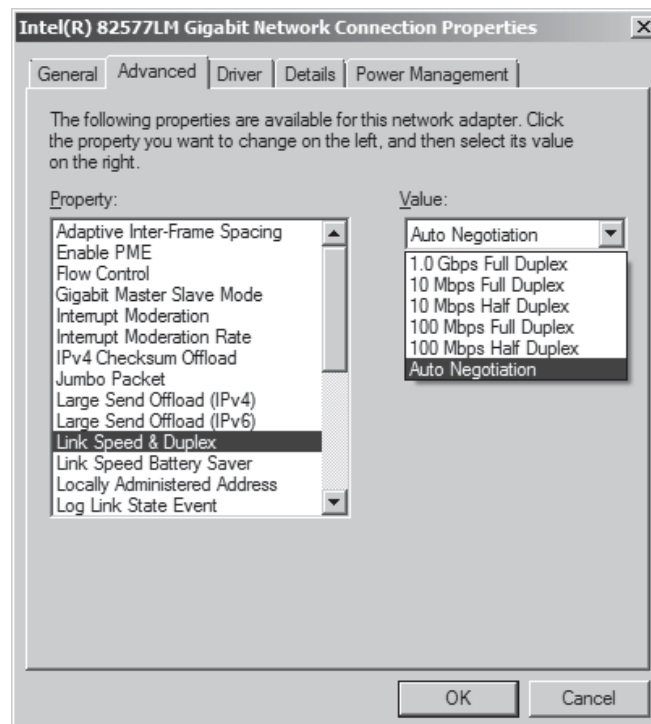 Intel(R) 82577LM Gigabit Network Connection Properties
General Advanced Driver Details Power Management
The following properties are available for this network adapter. Click
the property you want to change on the left, and then select its value
on the right.
Property:
Adaptive Inter-Frame Spacing
Enable PME
Flow Control
Gigabit Master Slave Mode
Interrupt Moderation
Interrupt Moderation Rate
IPv4 Checksum Offload
Jumbo Packet
Large Send Offload (IPv4)
Large Send Offload (IPv6)
Link Speed & Duplex
Link Speed Battery Saver
Locally Administered Address
Log Link State Event
Value:
Auto Negotiation
1.0 Gbps Full Duplex
10 Mbps Full Duplex
10 Mbps Half Duplex
100 Mbps Full Duplex
100 Mbps Half Duplex
Auto Negotiation
OK Cancel